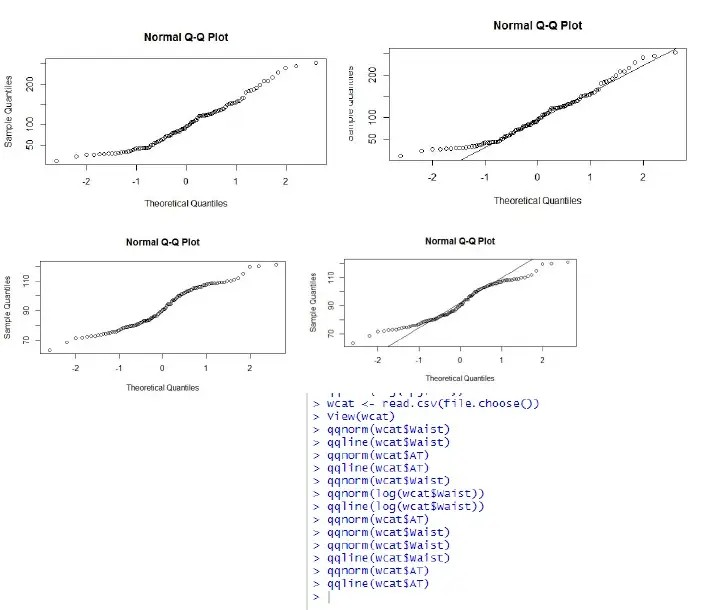 Normal Q-Q Plot
Sample Quantiles
200
100
50
-2 -1 0 1 2
Theoretical Quantiles
Normal Q-Q Plot
Sample Quantiles
200
100
50
-2 -1 0 1 2
Theoretical Quantiles
Normal Q-Q Plot
Sample Quantiles
110
90
70
-2 -1 0 1 2
Theoretical Quantiles
Normal Q-Q Plot
Sample Quantiles
110
90
70
-2 -1 0 1 2
Theoretical Quantiles
> wcat <- read.csv(file.choose())
> View(wcat)
> qqnorm(wcat$Waist)
> qqline(wcat$Waist)
> qqnorm(wcat$AT)
> qqline(wcat$AT)
> qqnorm(wcat$Waist)
> qqnorm(log(wcat$Waist))
> qqline(log(wcat$Waist))
> qqnorm(wcat$AT)
> qqnorm(wcat$Waist)
> qqnorm(wcat$Waist)
> qqline(wcat$Waist)
> qqnorm(wcat$AT)
> qqline(wcat$AT)
>